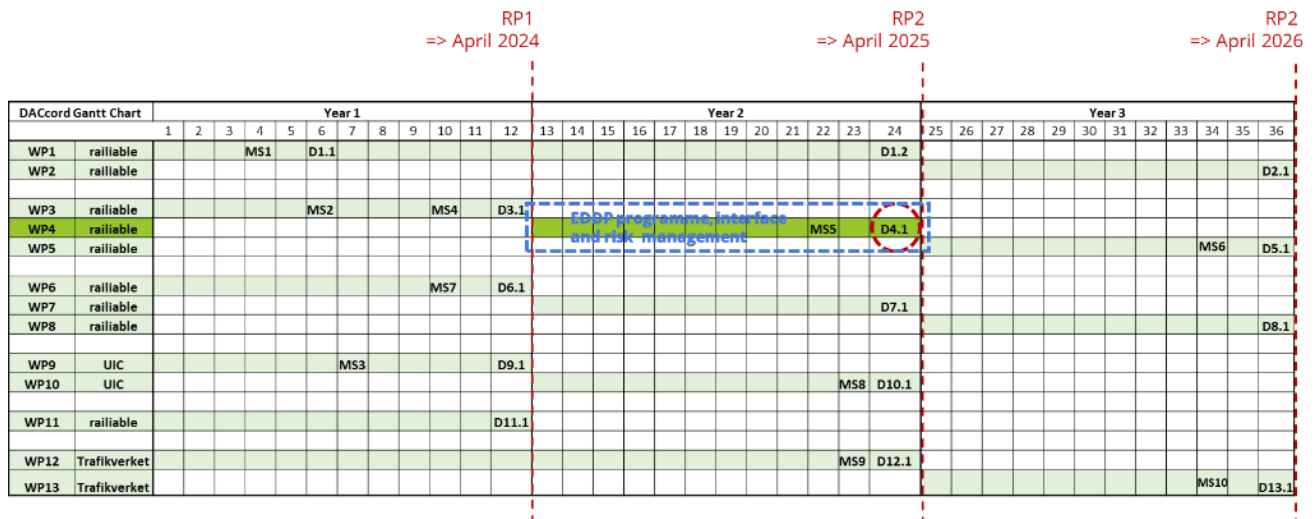 RP1
=> April 2024
RP2
=> April 2025
RP2
=> April 2026
DACcord Gantt Chart Year 1 Year 2 Year 3
1 2 3 4 5 6 7 8 9 10 11 12 13 14 15 16 17 18 19 20 21 22 23 24 25 26 27 28 29 30 31 32 33 34 35 36
WP1 railiable MS1 D1.1 D1.2
WP2 railiable D2.1
WP3 railiable MS2 MS4 D3.1
EDDP programme, interface
WP4 railiable MS5 D4.1
and risk management
WP5 railiable MS6 D5.1
WP6 railiable MS7 D6.1
WP7 railiable D7.1
WP8 railiable D8.1
WP9 UIC MS3 D9.1
WP10 UIC MS8 D10.1
WP11 railiable D11.1
WP12 Trafikverket MS9 D12.1
WP13 Trafikverket MS10 D13.1